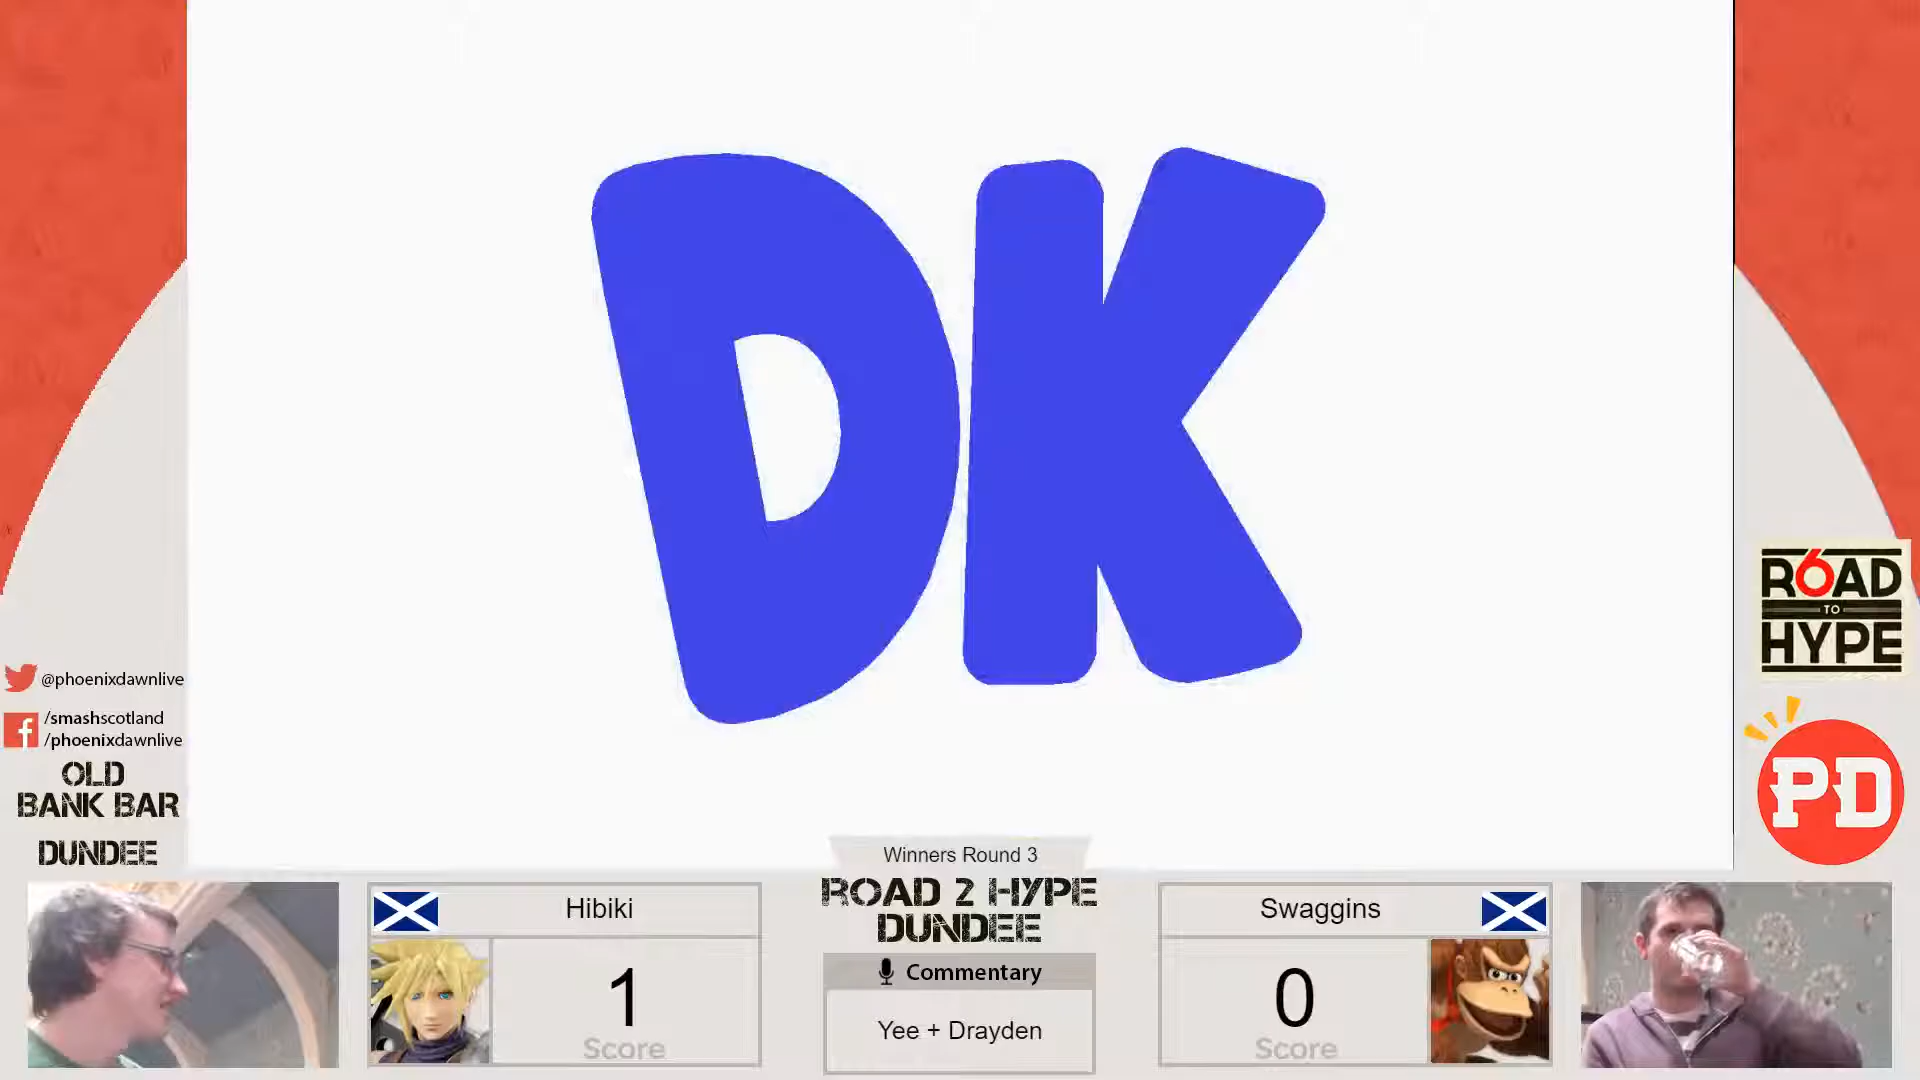 DK
ROAD
TO
HYPE
@phoenixdawnlive
/smashscotland
/phoenixdawnlive
OLD
BANK BAR
DUNDEE
PD
Winners Round 3
ROAD 2 HYPE
DUNDEE
Commentary
Yee + Drayden
Hibiki
1
Score
Swaggins
0
Score